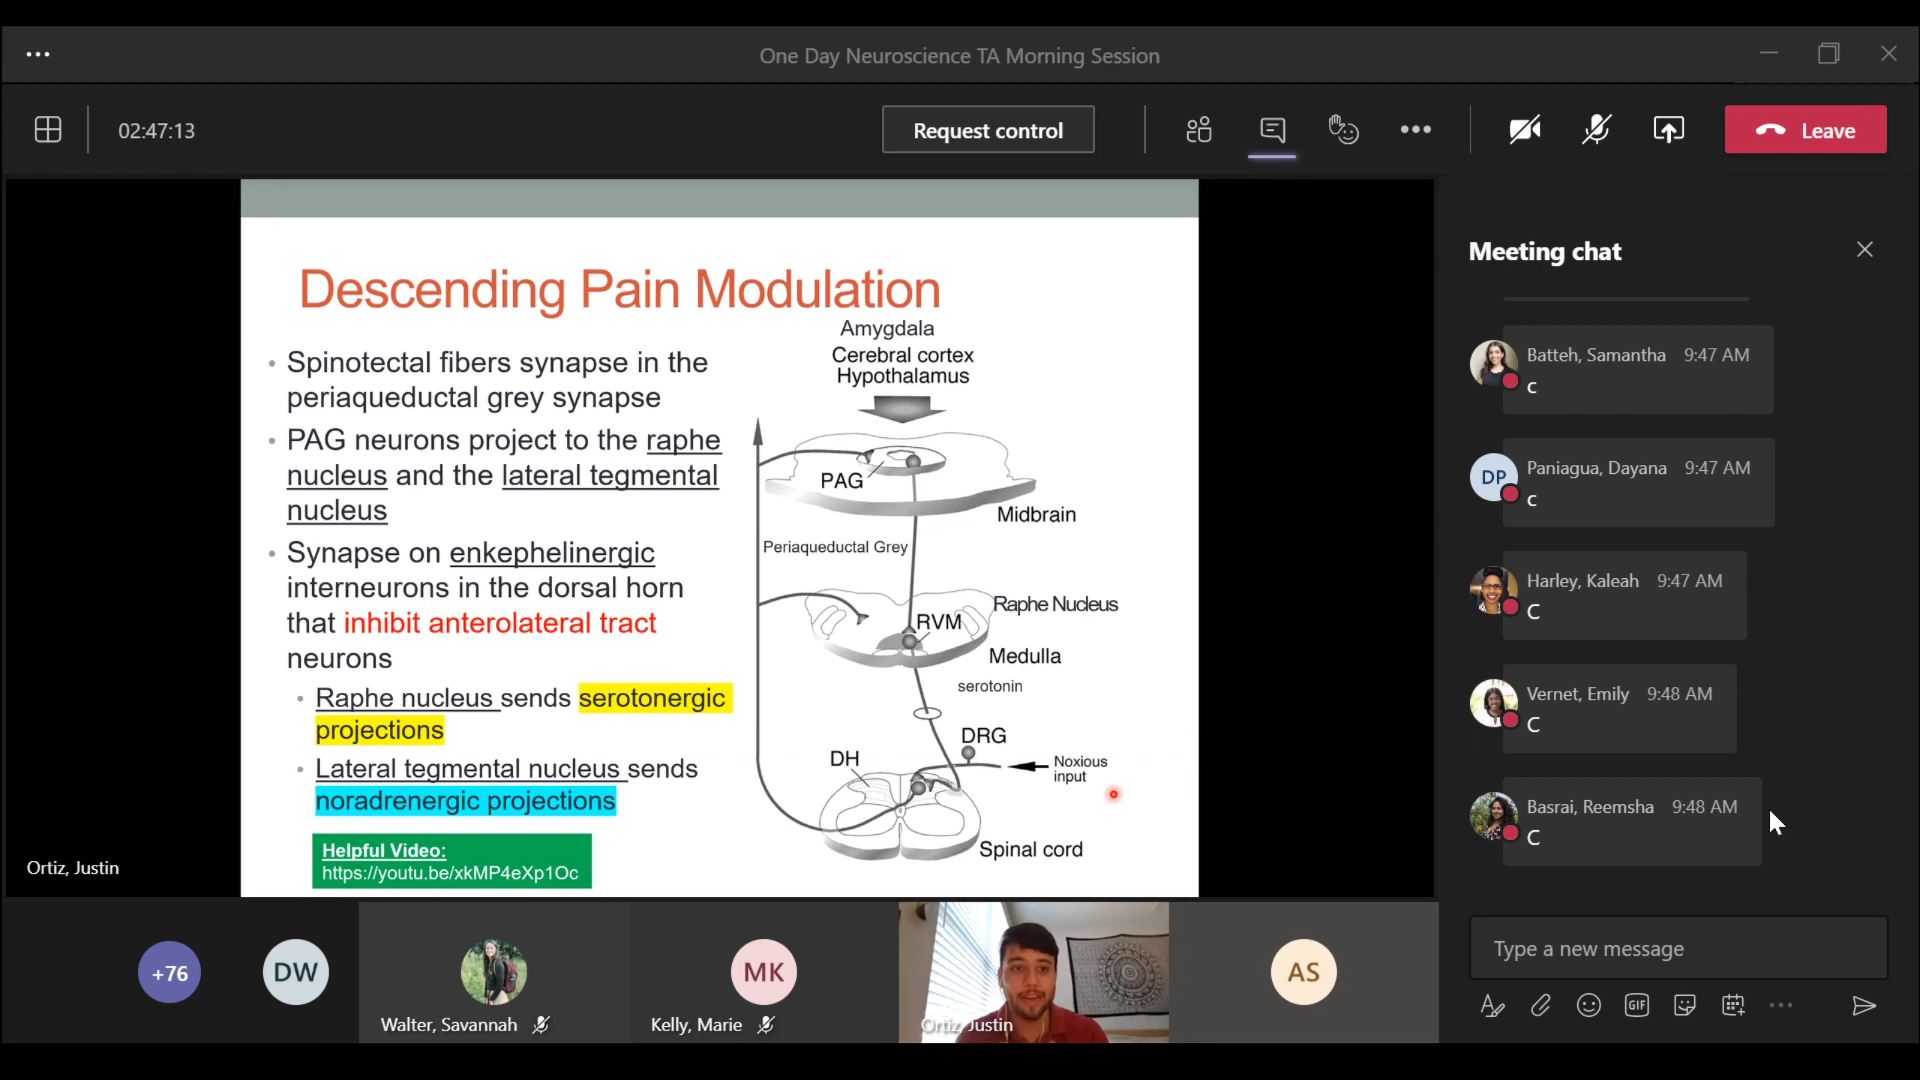 One Day Neuroscience TA Morning Session
02:47:13
Request control
Leave
Descending Pain Modulation
Spinotectal fibers synapse in the
periaqueductal grey synapse
PAG neurons project to the raphe
nucleus and the lateral tegmental
nucleus
Synapse on enkephelinergic
interneurons in the dorsal horn
that inhibit anterolateral tract
neurons
Raphe nucleus sends serotonergic
projections
Lateral tegmental nucleus sends
noradrenergic projections
Helpful Video:
https://youtu.be/xkMP4eXp1Oc
Amygdala
Cerebral cortex
Hypothalamus
PAG
Midbrain
Periaqueductal Grey
Raphe Nucleus
RVM
Medulla
serotonin
DRG
DH
Noxious
input
Spinal cord
Ortiz, Justin
Meeting chat
Batteh, Samantha 9:47 AM
c
DP
Paniagua, Dayana 9:47 AM
c
Harley, Kaleah 9:47 AM
C
Vernet, Emily 9:48 AM
C
Basrai, Reemsha 9:48 AM
C
Type a new message
GIF
+76
DW
Walter, Savannah
MK
Kelly, Marie
Ortiz, Justin
AS